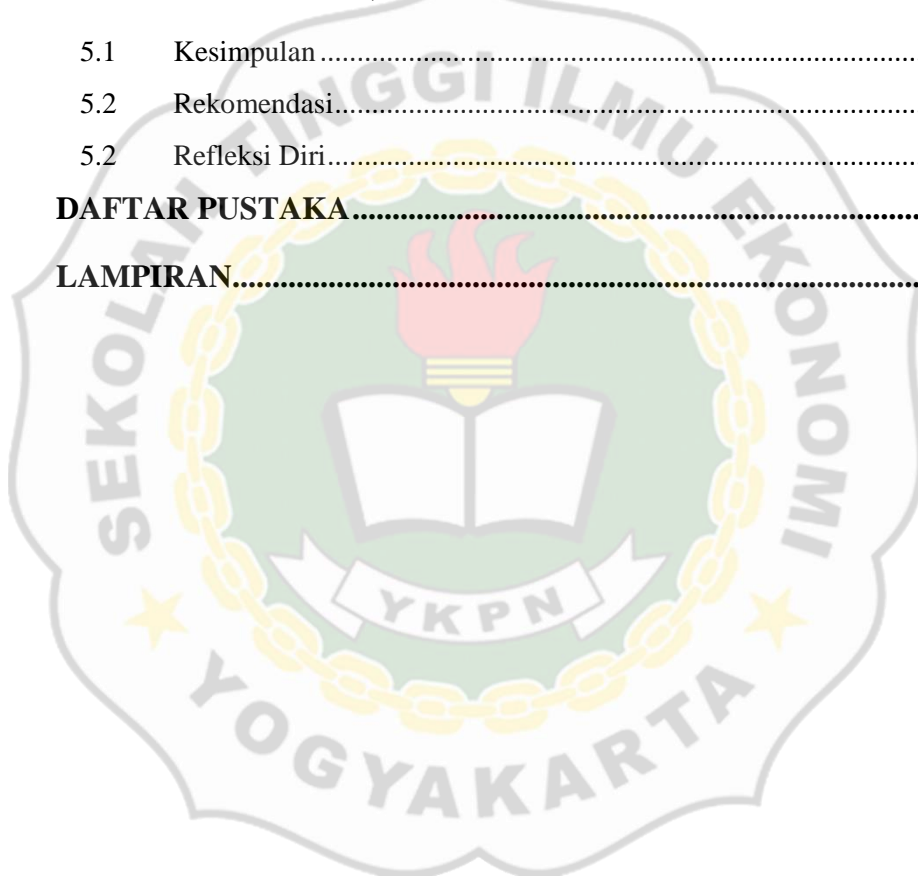 5.1 Kesimpulan........................................................................................
5.2 Rekomendasi......................................................................................
5.2 Refleksi Diri.......................................................................................
DAFTAR PUSTAKA.............................................................................
LAMPIRAN.............................................................................................
SEKOLAH TINGGI ILMU EKONOMI
YKPN
YOGYAKARTA